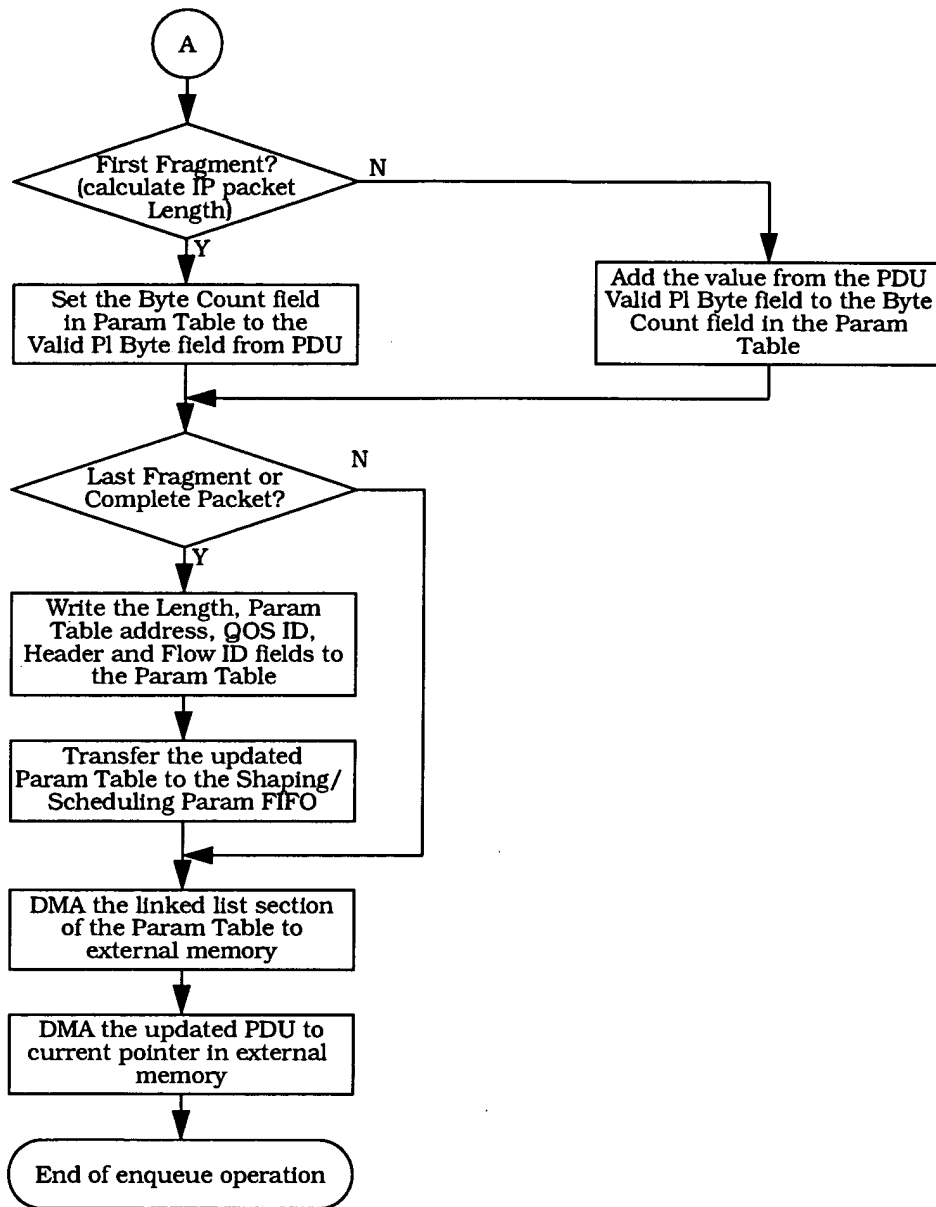 A
First Fragment?
(calculate IP packet
Length)
N
Y
Set the Byte Count field
in Param Table to the
Valid Pl Byte field from PDU
Add the value from the PDU
Valid Pl Byte field to the Byte
Count field in the Param
Table
Last Fragment or
Complete Packet?
N
Y
Write the Length, Param
Table address, QOS ID,
Header and Flow ID fields to
the Param Table
Transfer the updated
Param Table to the Shaping/
Scheduling Param FIFO
DMA the linked list section
of the Param Table to
external memory
DMA the updated PDU to
current pointer in external
memory
End of enqueue operation